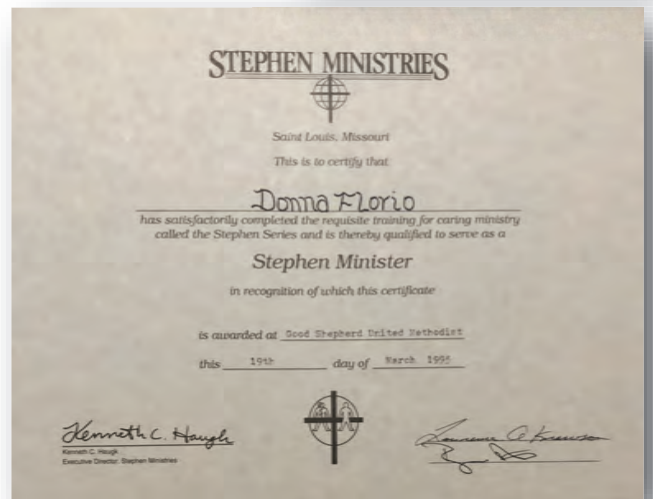 STEPHEN MINISTRIES
Saint Louis, Missouri
This is to certify that
Donna Florio
has satisfactorily completed the requisite training for caring ministry
called the Stephen Series and is thereby qualified to serve as a
Stephen Minister
in recognition of which this certificate
is awarded at Good Shepherd United Methodist
this 19th day of March
Kenneth C. Haugk
Kenneth C. Haugk
Executive Director, Stephen Ministries